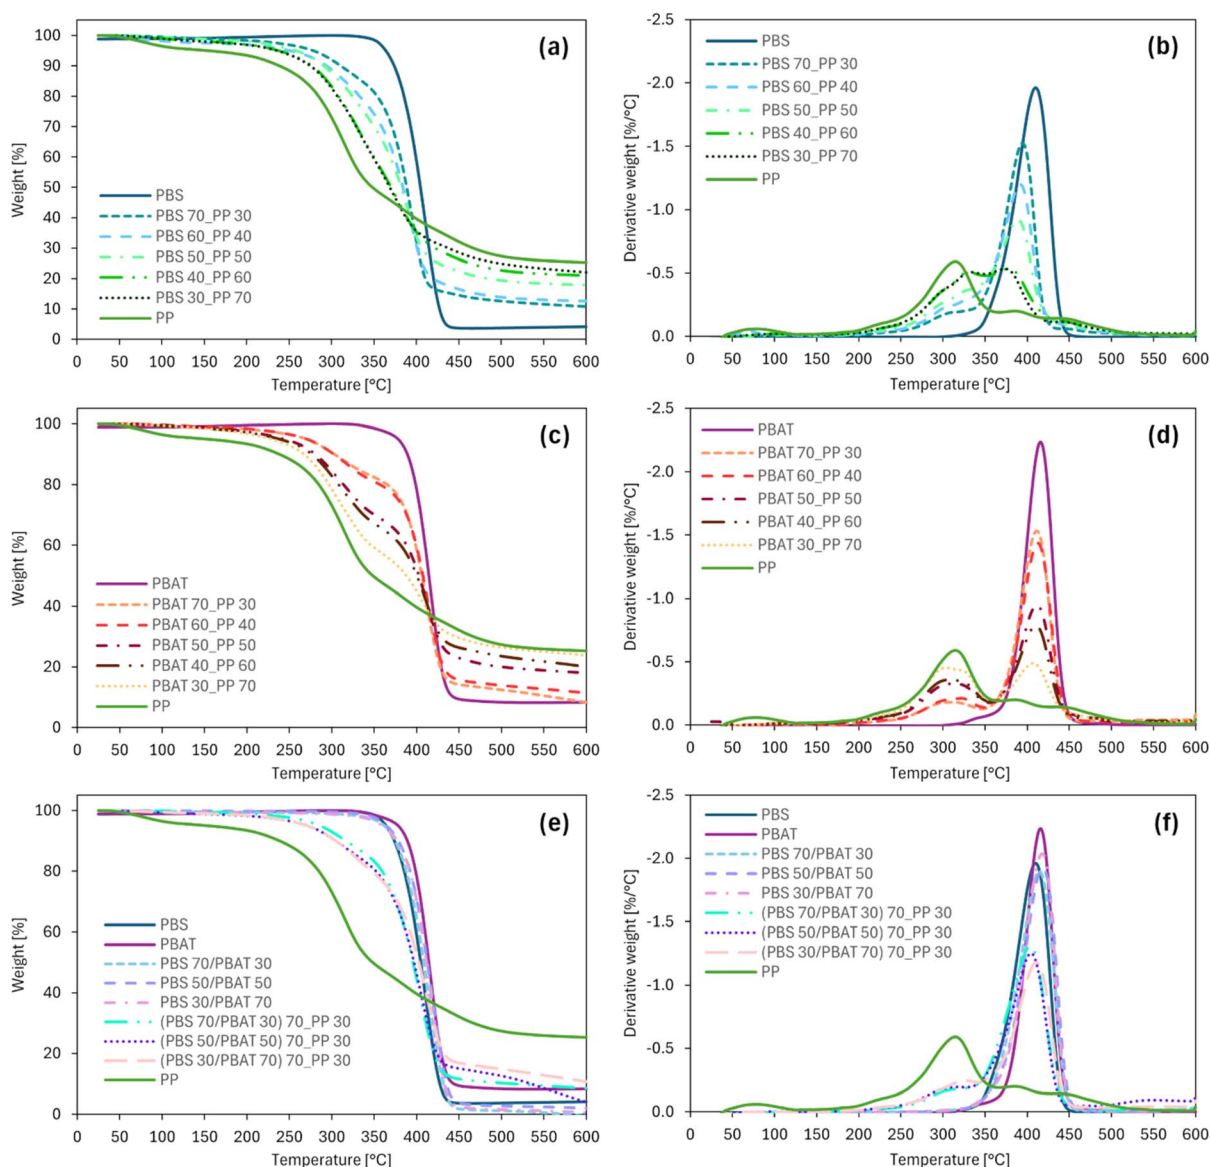 (a)
Weight [%]
100
90
80
70
60
50
40
30
20
10
0
PBS
PBS 70_PP 30
PBS 60_PP 40
PBS 50_PP 50
PBS 40_PP 60
PBS 30_PP 70
PP
0 50 100 150 200 250 300 350 400 450 500 550 600
Temperature [°C]
(b)
Derivative weight [%/°C]
-2.5
-2.0
-1.5
-1.0
-0.5
0.0
PBS
PBS 70_PP 30
PBS 60_PP 40
PBS 50_PP 50
PBS 40_PP 60
PBS 30_PP 70
PP
0 50 100 150 200 250 300 350 400 450 500 550 600
Temperature [°C]
(c)
Weight [%]
100
80
60
40
20
0
PBAT
PBAT 70_PP 30
PBAT 60_PP 40
PBAT 50_PP 50
PBAT 40_PP 60
PBAT 30_PP 70
PP
0 50 100 150 200 250 300 350 400 450 500 550 600
Temperature [°C]
(d)
Derivative weight [%/°C]
-2.5
-2.0
-1.5
-1.0
-0.5
0.0
PBAT
PBAT 70_PP 30
PBAT 60_PP 40
PBAT 50_PP 50
PBAT 40_PP 60
PBAT 30_PP 70
PP
0 50 100 150 200 250 300 350 400 450 500 550 600
Temperature [°C]
(e)
Weight [%]
100
80
60
40
20
0
PBS
PBAT
PBS 70/PBAT 30
PBS 50/PBAT 50
PBS 30/PBAT 70
(PBS 70/PBAT 30) 70_PP 30
(PBS 50/PBAT 50) 70_PP 30
(PBS 30/PBAT 70) 70_PP 30
PP
0 50 100 150 200 250 300 350 400 450 500 550 600
Temperature [°C]
(f)
Derivative weight [%/°C]
-2.5
-2.0
-1.5
-1.0
-0.5
0.0
PBS
PBAT
PBS 70/PBAT 30
PBS 50/PBAT 50
PBS 30/PBAT 70
(PBS 70/PBAT 30) 70_PP 30
(PBS 50/PBAT 50) 70_PP 30
(PBS 30/PBAT 70) 70_PP 30
PP
0 50 100 150 200 250 300 350 400 450 500 550 600
Temperature [°C]